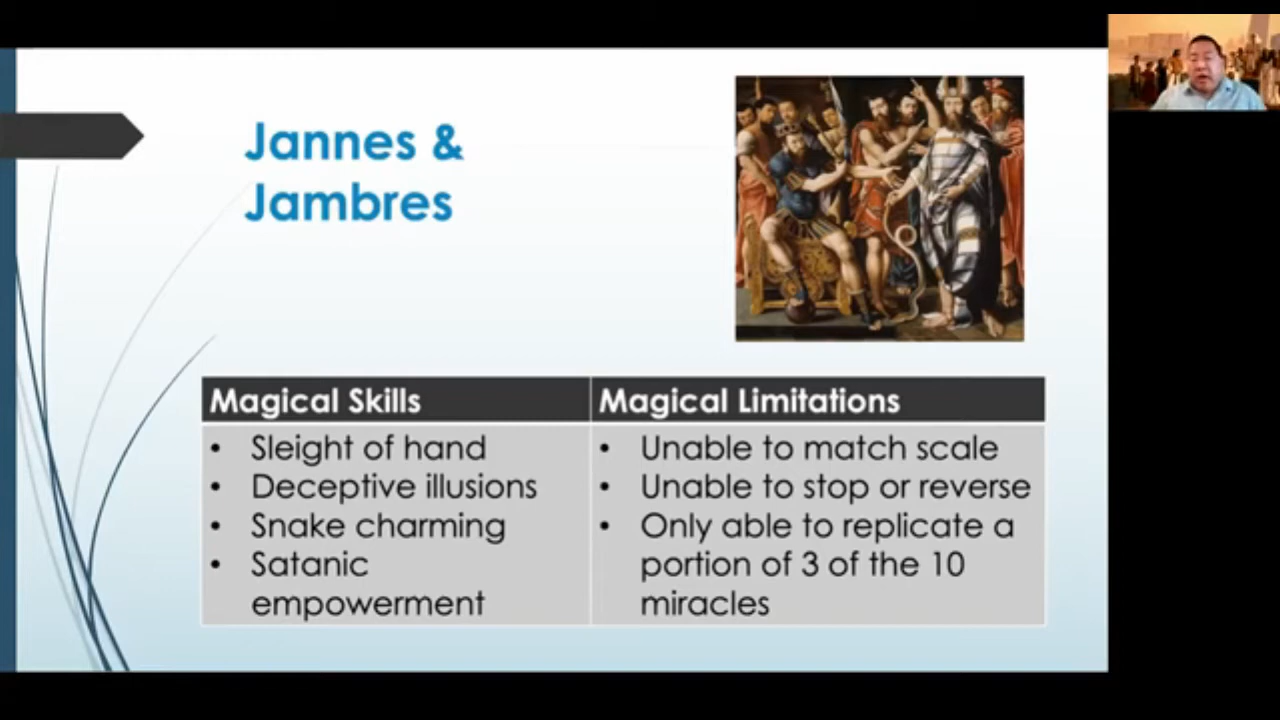 Jannes &
Jambres
Magical Skills
• Sleight of hand
• Deceptive illusions
• Snake charming
• Satanic
empowerment
Magical Limitations
• Unable to match scale
• Unable to stop or reverse
• Only able to replicate a
portion of 3 of the 10
miracles